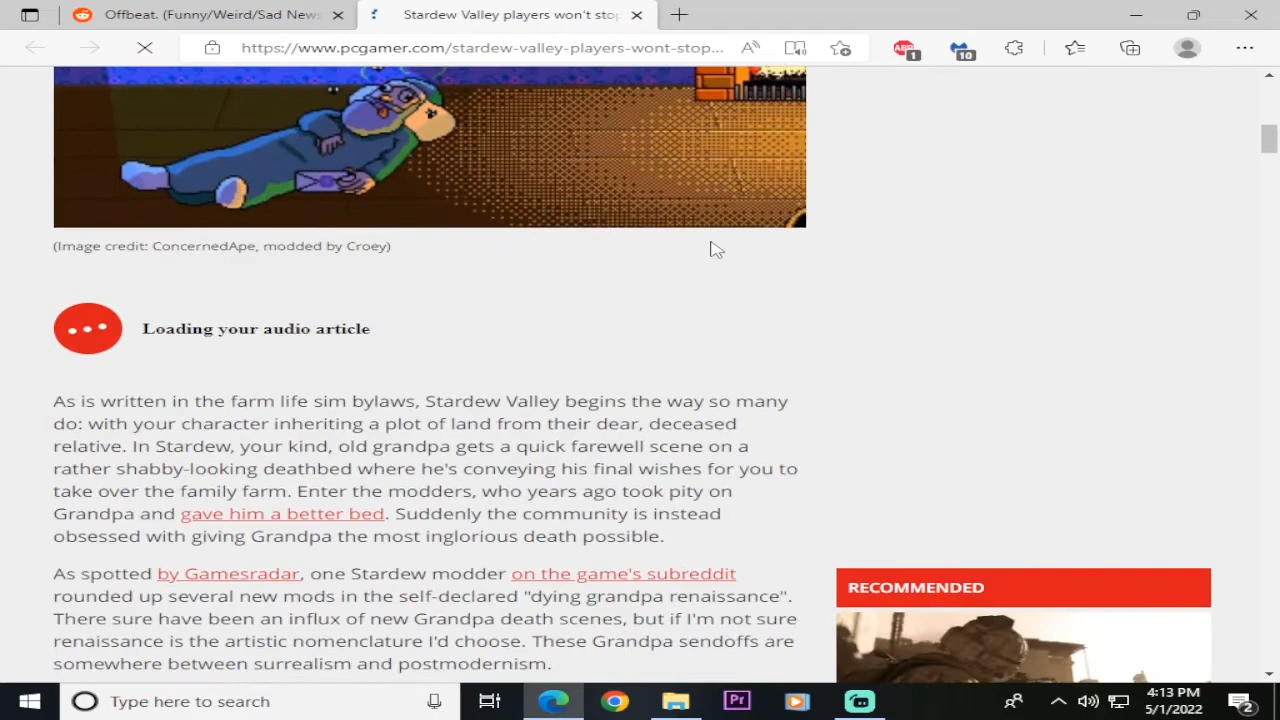 Offbeat. (Funny/Weird/Sad News
Stardew Valley players won't stop
https://www.pcgamer.com/stardew-valley-players-wont-stop...
ABP
1
10
(Image credit: ConcernedApe, modded by Croey)
Loading your audio article
As is written in the farm life sim bylaws, Stardew Valley begins the way so many
do: with your character inheriting a plot of land from their dear, deceased
relative. In Stardew, your kind, old grandpa gets a quick farewell scene on a
rather shabby-looking deathbed where he's conveying his final wishes for you to
take over the family farm. Enter the modders, who years ago took pity on
Grandpa and gave him a better bed. Suddenly the community is instead
obsessed with giving Grandpa the most inglorious death possible.
As spotted by Gamesradar, one Stardew modder on the game's subreddit
rounded up several new mods in the self-declared "dying grandpa renaissance".
There sure have been an influx of new Grandpa death scenes, but if I'm not sure
renaissance is the artistic nomenclature I'd choose. These Grandpa sendoffs are
somewhere between surrealism and postmodernism.
RECOMMENDED
Type here to search
Pr
4:13 PM
5/1/2022
2